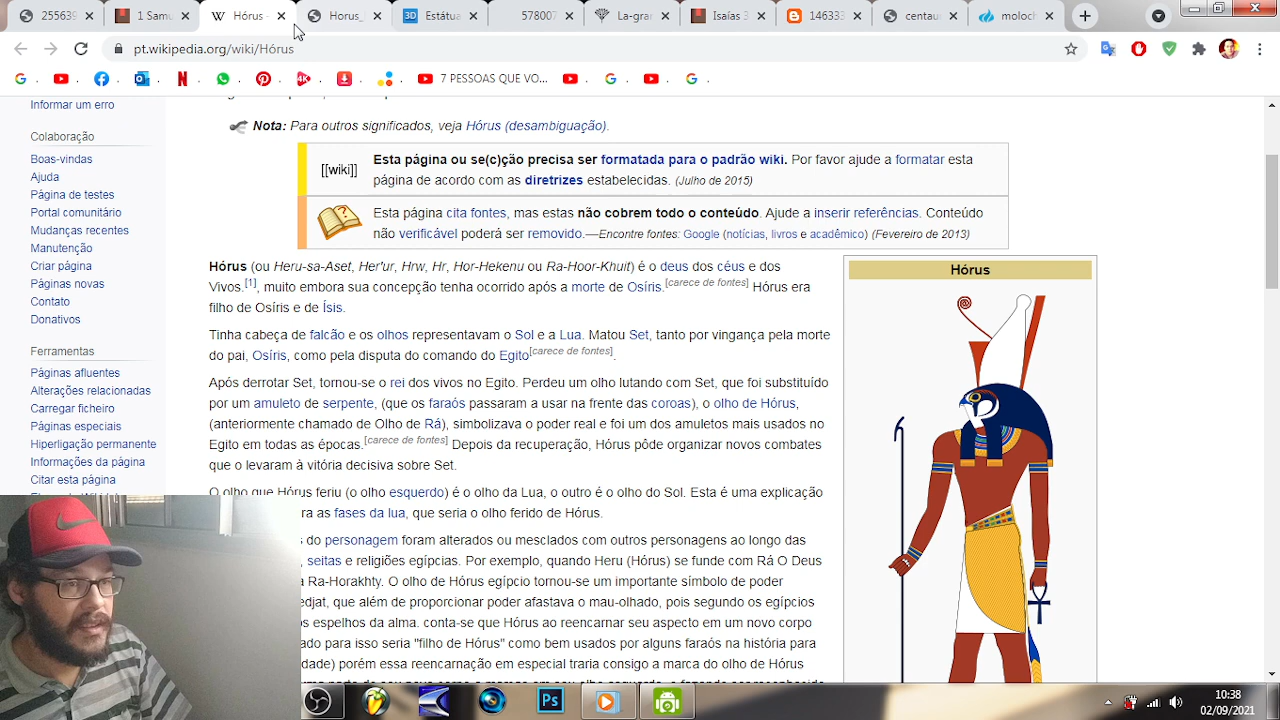 255639
1 Samu
Hórus -
Horus_
Estátua
578007
La-gran
Isaías 3
146333
centaur
moloch
pt.wikipedia.org/wiki/Hórus
7 PESSOAS QUE VO...
Informar um erro
Colaboração
Boas-vindas
Ajuda
Página de testes
Portal comunitário
Mudanças recentes
Manutenção
Criar página
Páginas novas
Contato
Donativos
Ferramentas
Páginas afluentes
Alterações relacionadas
Carregar ficheiro
Páginas especiais
Hiperligação permanente
Informações da página
Citar esta página
Nota: Para outros significados, veja Hórus (desambiguação).
[[wiki]]
Esta página ou se(c)ção precisa ser formatada para o padrão wiki. Por favor ajude a formatar esta
página de acordo com as diretrizes estabelecidas. (Julho de 2015)
Esta página cita fontes, mas estas não cobrem todo o conteúdo. Ajude a inserir referências. Conteúdo
não verificável poderá ser removido.—Encontre fontes: Google (notícias, livros e acadêmico) (Fevereiro de 2013)
Hórus (ou Heru-sa-Aset, Her'ur, Hrw, Hr, Hor-Hekenu ou Ra-Hoor-Khuit) é o deus dos céus e dos
Vivos.[1], muito embora sua concepção tenha ocorrido após a morte de Osíris.[carece de fontes] Hórus era
filho de Osíris e de Ísis.
Tinha cabeça de falcão e os olhos representavam o Sol e a Lua. Matou Set, tanto por vingança pela morte
do pai, Osíris, como pela disputa do comando do Egito[carece de fontes].
Após derrotar Set, tornou-se o rei dos vivos no Egito. Perdeu um olho lutando com Set, que foi substituído
por um amuleto de serpente, (que os faraós passaram a usar na frente das coroas), o olho de Hórus,
(anteriormente chamado de Olho de Rá), simbolizava o poder real e foi um dos amuletos mais usados no
Egito em todas as épocas.[carece de fontes] Depois da recuperação, Hórus pôde organizar novos combates
que o levaram à vitória decisiva sobre Set.
O olho que Hórus feriu (o olho esquerdo) é o olho da Lua, o outro é o olho do Sol. Esta é uma explicação
ra as fases da lua, que seria o olho ferido de Hórus.
s do personagem foram alterados ou mesclados com outros personagens ao longo das
, seitas e religiões egípcias. Por exemplo, quando Heru (Hórus) se funde com Rá O Deus
a Ra-Horakhty. O olho de Hórus egípcio tornou-se um importante símbolo de poder
edjat, que além de proporcionar poder afastava o mau-olhado, pois segundo os egípcios
os espelhos da alma. conta-se que Hórus ao reencarnar seu aspecto em um novo corpo
nado para isso seria "filho de Hórus" como bem usados por alguns faraós na história para
dade) porém essa reencarnação em especial traria consigo a marca do olho de Hórus
Hórus
10:38
02/09/2021